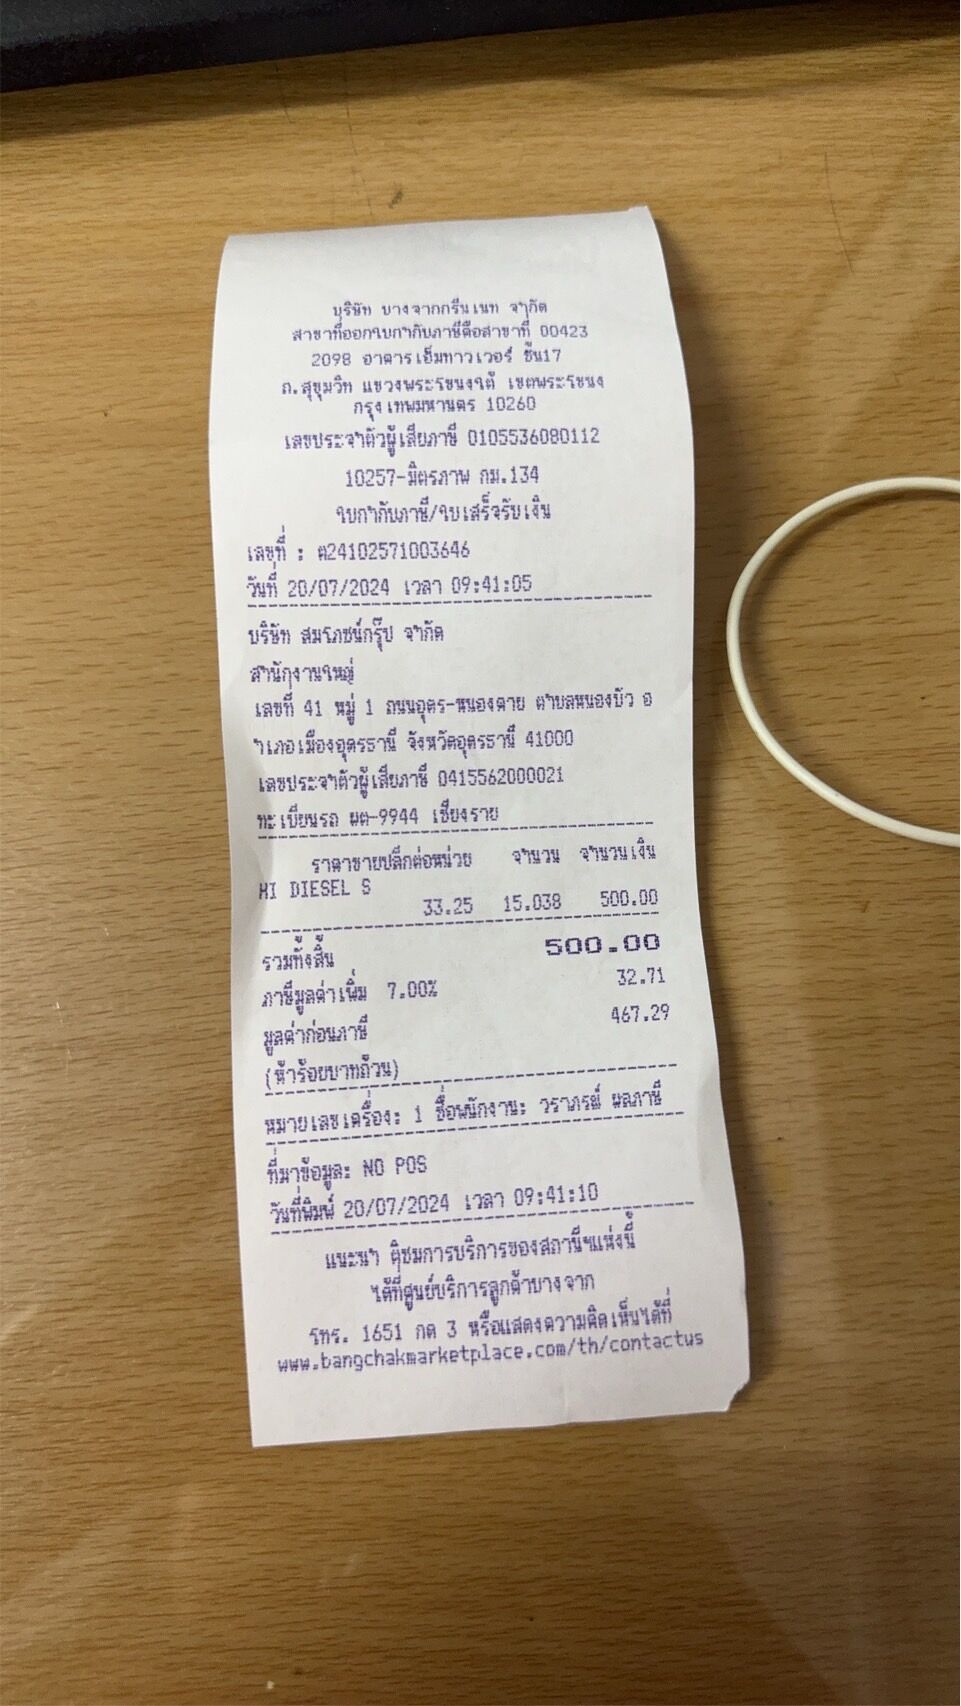 บริษัท บางจากกรีนเนท จำกัด
สาขาที่ออกใบกำกับภาษีคือสาขาที่ 00423
2098 อาคารเอ็มทาวเวอร์ ชั้น17
ถ.สุขุมวิท แขวงพระโขนงใต้ เขตพระโขนง
กรุงเทพมหานคร 10260
เลขประจำตัวผู้เสียภาษี 0105536080112
10257-มิตรภาพ กม.134
ใบกำกับภาษี/ใบเสร็จรับเงิน
เลขที่ : ต24102571003646
วันที่ 20/07/2024 เวลา 09:41:05
บริษัท สมโภชน์กรุ๊ป จำกัด
สำนักงานใหญ่
เลขที่ 41 หมู่ 1 ถนนอุดร-หนองคาย ตำบลหนองบัว อ
ำเภอเมืองอุดรธานี จังหวัดอุดรธานี 41000
เลขประจำตัวผู้เสียภาษี 0415562000021
ทะเบียนรถ ผต-9944 เชียงราย
ราคาขายปลีกต่อหน่วย จำนวน จำนวนเงิน
HI DIESEL S
33.25 15.038 500.00
รวมทั้งสิ้น 500.00
ภาษีมูลค่าเพิ่ม 7.00% 32.71
มูลค่าก่อนภาษี 467.29
(ห้าร้อยบาทถ้วน)
หมายเลขเครื่อง: 1 ชื่อพนักงาน: วราภรณ์ ผลภาษี
ที่มาข้อมูล: NO POS
วันที่พิมพ์ 20/07/2024 เวลา 09:41:10
แนะนำ ติชมการบริการของสถานีฯแห่งนี้
ได้ที่ศูนย์บริการลูกค้าบางจาก
โทร. 1651 กด 3 หรือแสดงความคิดเห็นได้ที่
www.bangchakmarketplace.com/th/contactus